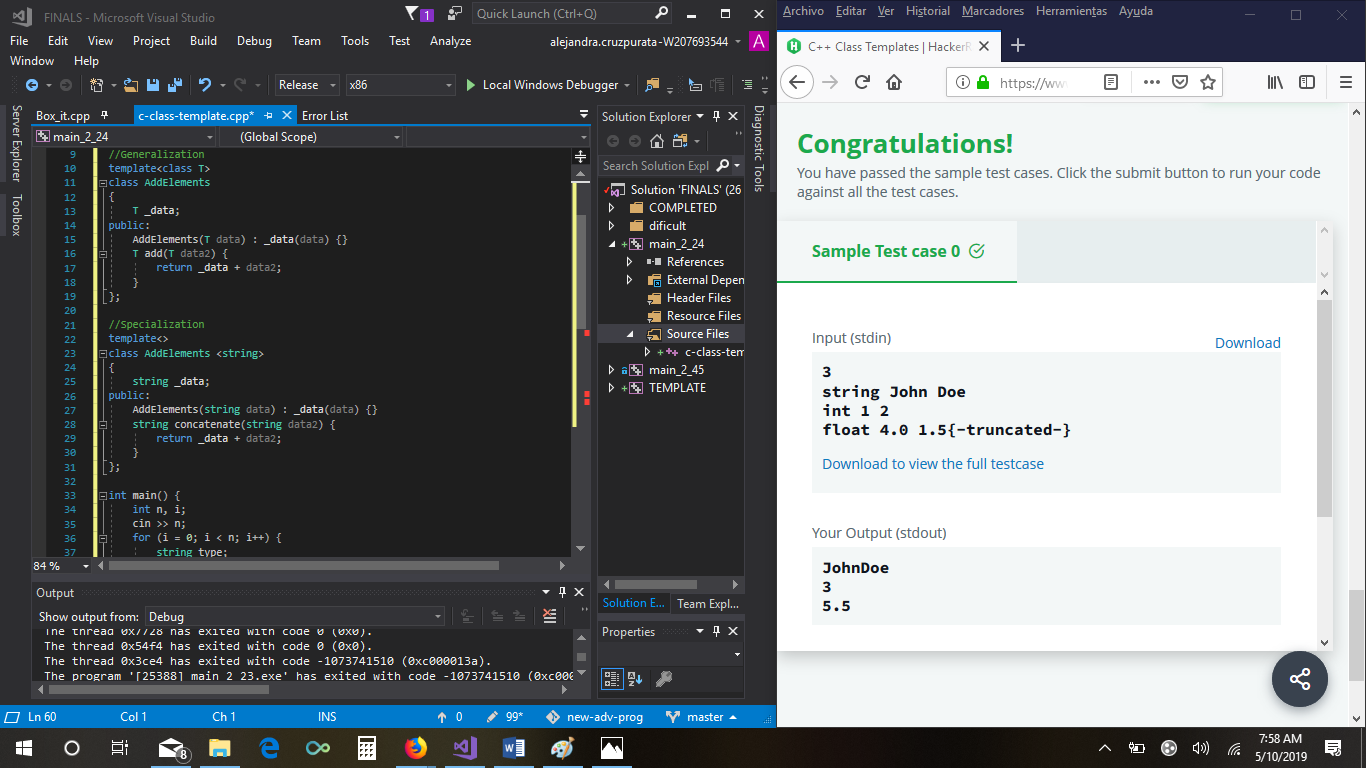 FINALS - Microsoft Visual Studio
1
Quick Launch (Ctrl+Q)
File Edit View Project Build Debug Team Tools Test Analyze
alejandra.cruzpurata-W207693544
A
Window Help
Release
x86
Local Windows Debugger
Server Explorer
Toolbox
Box_it.cpp
c-class-template.cpp*
Error List
main_2_24
(Global Scope)
9 //Generalization
10 template<class T>
11 class AddElements
12 {
13 T _data;
14 public:
15 AddElements(T data) : _data(data) {}
16 T add(T data2) {
17 return _data + data2;
18 }
19 };
20
21 //Specialization
22 template<>
23 class AddElements <string>
24 {
25 string _data;
26 public:
27 AddElements(string data) : _data(data) {}
28 string concatenate(string data2) {
29 return _data + data2;
30 }
31 };
32
33 int main() {
34 int n, i;
35 cin >> n;
36 for (i = 0; i < n; i++) {
37 string type;
84 %
Output
Show output from: Debug
The thread 0x7728 has exited with code 0 (0x0).
The thread 0x54f4 has exited with code 0 (0x0).
The thread 0x3ce4 has exited with code -1073741510 (0xc000013a).
The program '[25388] main_2_23.exe' has exited with code -1073741510 (0xc000
Solution Explorer
Search Solution Expl
Solution 'FINALS' (26
COMPLETED
dificult
main_2_24
References
External Depen
Header Files
Resource Files
Source Files
c-class-tem
main_2_45
TEMPLATE
Solution E...
Team Expl...
Properties
Diagnostic Tools
Ln 60
Col 1
Ch 1
INS
0
99*
new-adv-prog
master
Archivo Editar Ver Historial Marcadores Herramientas Ayuda
C++ Class Templates | HackerR
https://ww
Congratulations!
You have passed the sample test cases. Click the submit button to run your code
against all the test cases.
Sample Test case 0
Input (stdin)
Download
3
string John Doe
int 1 2
float 4.0 1.5{-truncated-}
Download to view the full testcase
Your Output (stdout)
JohnDoe
3
5.5
8
7:58 AM
5/10/2019